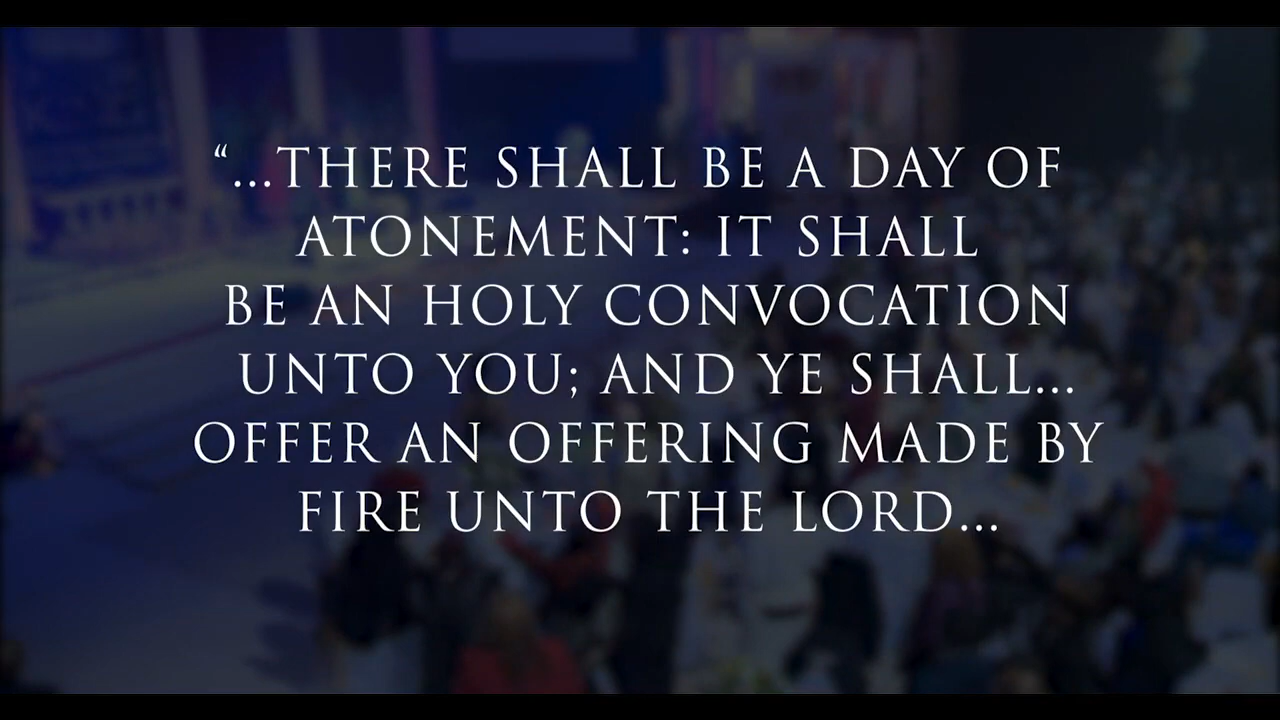 “...THERE SHALL BE A DAY OF
ATONEMENT: IT SHALL
BE AN HOLY CONVOCATION
UNTO YOU; AND YE SHALL...
OFFER AN OFFERING MADE BY
FIRE UNTO THE LORD...